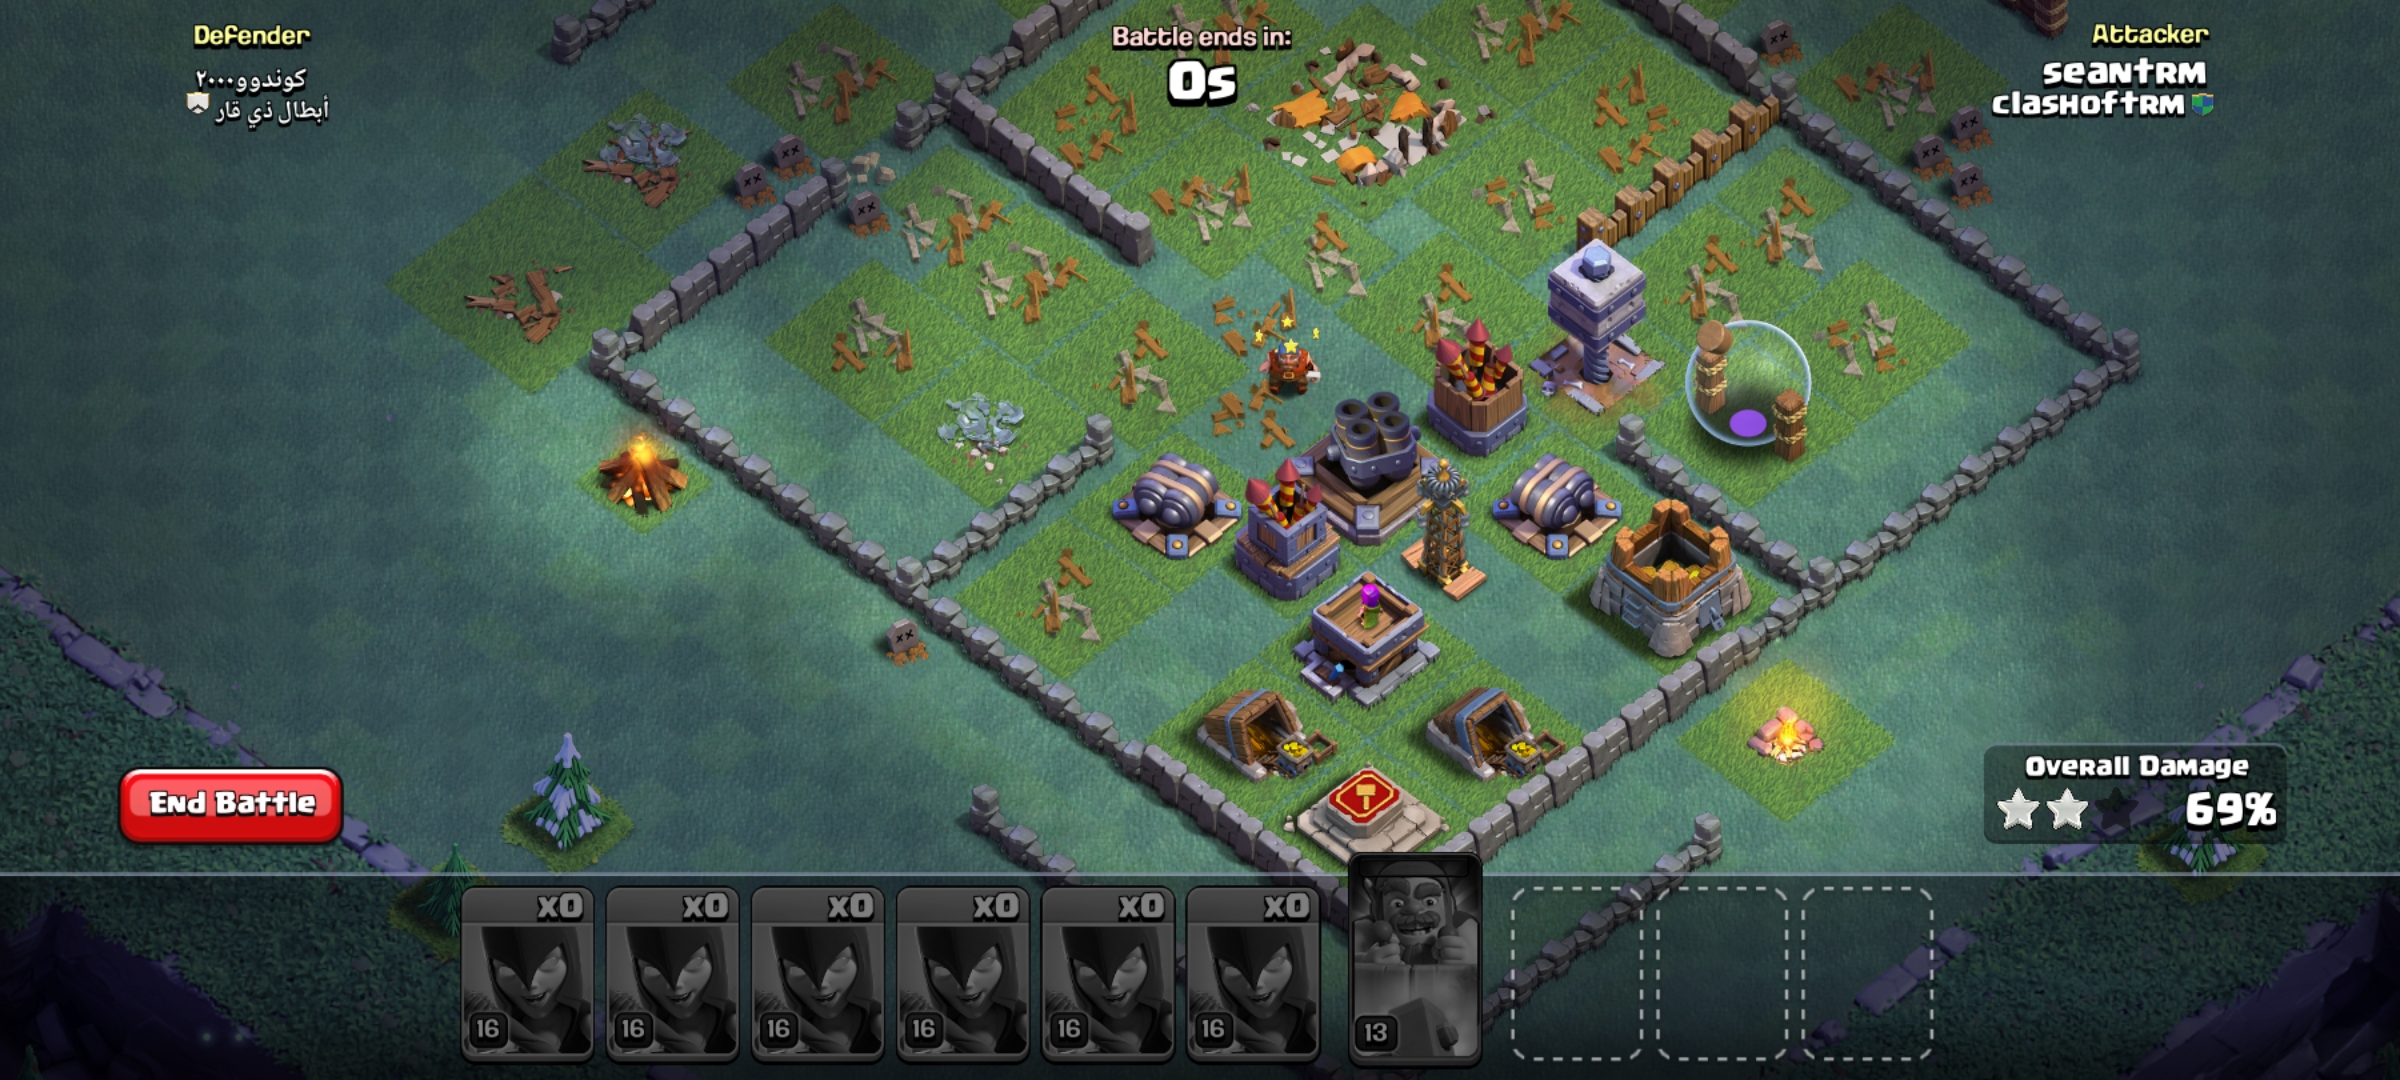 Defender
كوندوو٢٠٠٠
أبطال ذي قار
Battle ends in:
0s
Attacker
seantRM
clashoftRM
End Battle
Overall Damage
69%
x0 x0 x0 x0 x0 x0
16 16 16 16 16 16 13